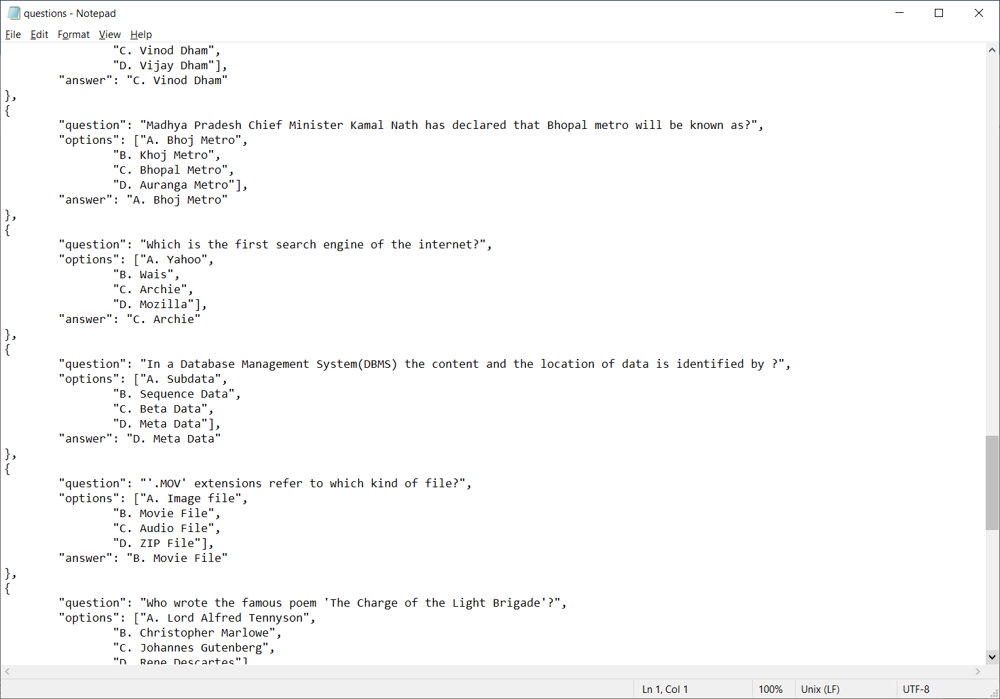 questions - Notepad
File Edit Format View Help
"C. Vinod Dham",
"D. Vijay Dham"],
"answer": "C. Vinod Dham"
},
{
"question": "Madhya Pradesh Chief Minister Kamal Nath has declared that Bhopal metro will be known as?",
"options": ["A. Bhoj Metro",
"B. Khoj Metro",
"C. Bhopal Metro",
"D. Auranga Metro"],
"answer": "A. Bhoj Metro"
},
{
"question": "Which is the first search engine of the internet?",
"options": ["A. Yahoo",
"B. Wais",
"C. Archie",
"D. Mozilla"],
"answer": "C. Archie"
},
{
"question": "In a Database Management System(DBMS) the content and the location of data is identified by ?",
"options": ["A. Subdata",
"B. Sequence Data",
"C. Beta Data",
"D. Meta Data"],
"answer": "D. Meta Data"
},
{
"question": "'.MOV' extensions refer to which kind of file?",
"options": ["A. Image file",
"B. Movie File",
"C. Audio File",
"D. ZIP File"],
"answer": "B. Movie File"
},
{
"question": "Who wrote the famous poem 'The Charge of the Light Brigade'?",
"options": ["A. Lord Alfred Tennyson",
"B. Christopher Marlowe",
"C. Johannes Gutenberg",
"D. Rene Descartes"]
Ln 1, Col 1 100% Unix (LF) UTF-8